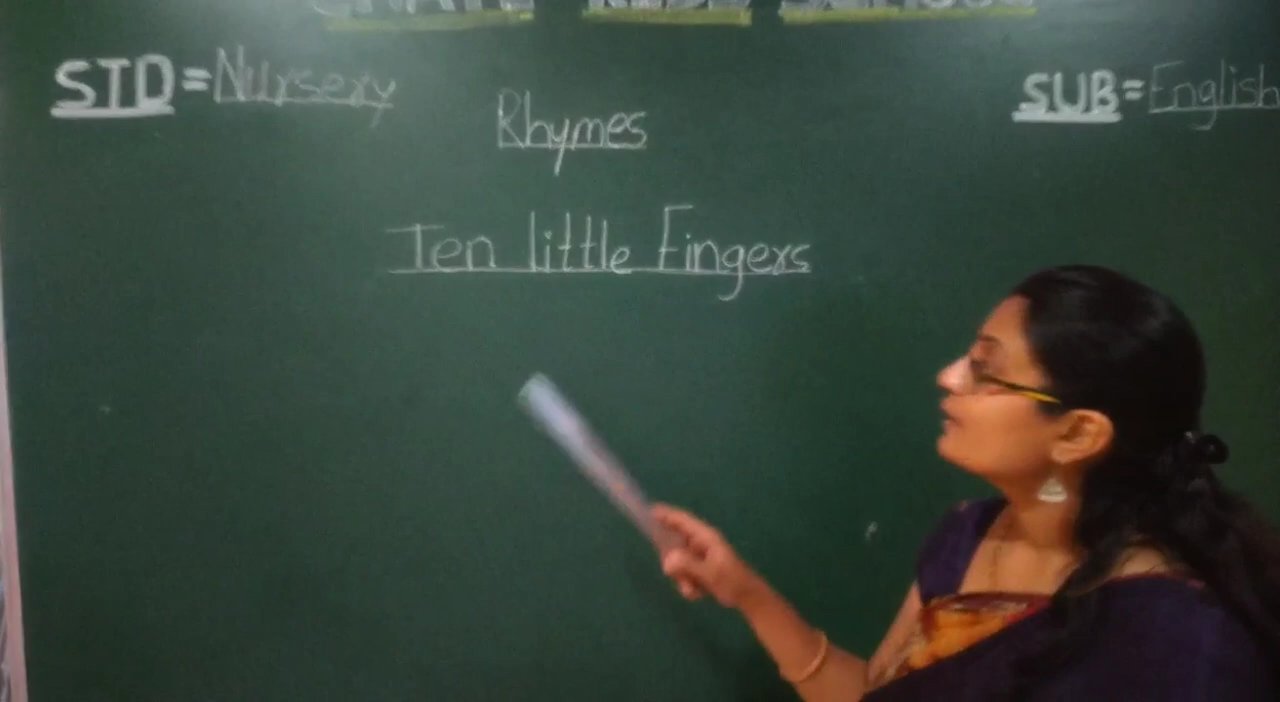 STD = Nursery
SUB = English
Rhymes
Ten little Fingers